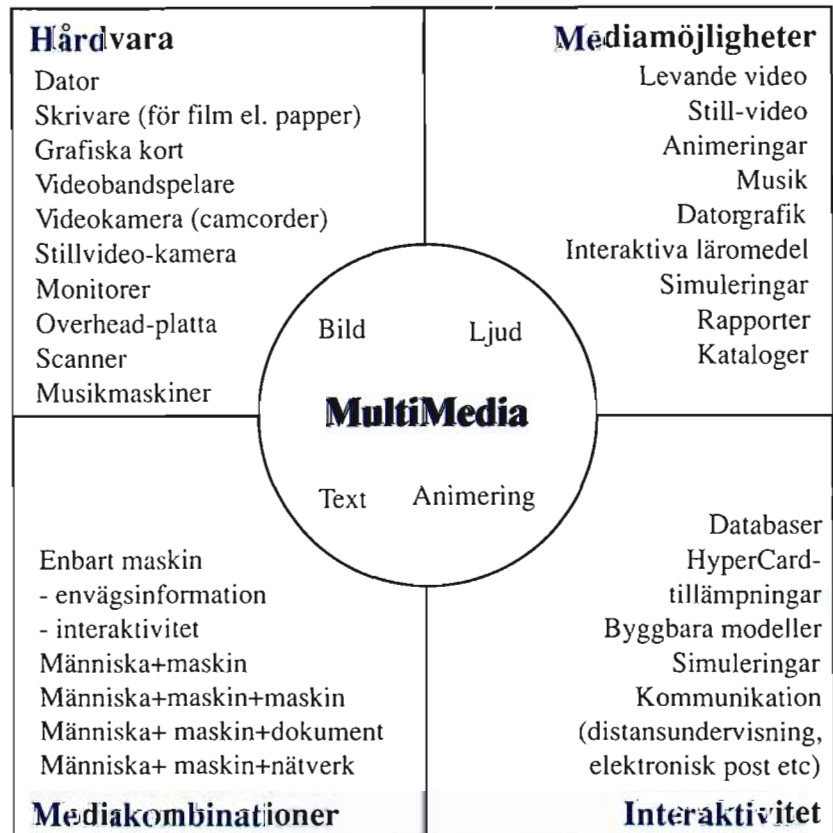 Hårdvara
Dator
Skrivare (för film el. papper)
Grafiska kort
Videobandspelare
Videokamera (camcorder)
Stillvideo-kamera
Monitorer
Overhead-platta
Scanner
Musikmaskiner
Mediamöjligheter
Levande video
Still-video
Animeringar
Musik
Datorgrafik
Interaktiva läromedel
Simuleringar
Rapporter
Kataloger
Bild Ljud
MultiMedia
Text Animering
Enbart maskin
- envägsinformation
- interaktivitet
Människa+maskin
Människa+maskin+maskin
Människa+ maskin+dokument
Människa+ maskin+nätverk
Mediakombinationer
Databaser
HyperCard-
tillämpningar
Byggbara modeller
Simuleringar
Kommunikation
(distansundervisning,
elektronisk post etc)
Interaktivitet